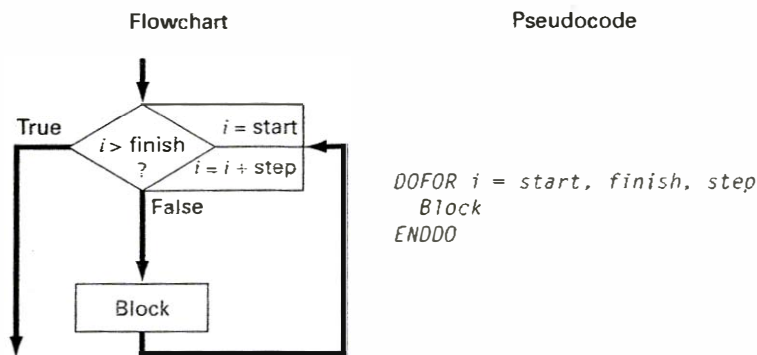 Flowchart
Pseudocode
True
i > finish
?
i = start
i = i + step
False
Block
DOFOR i = start, finish, step
Block
ENDDO